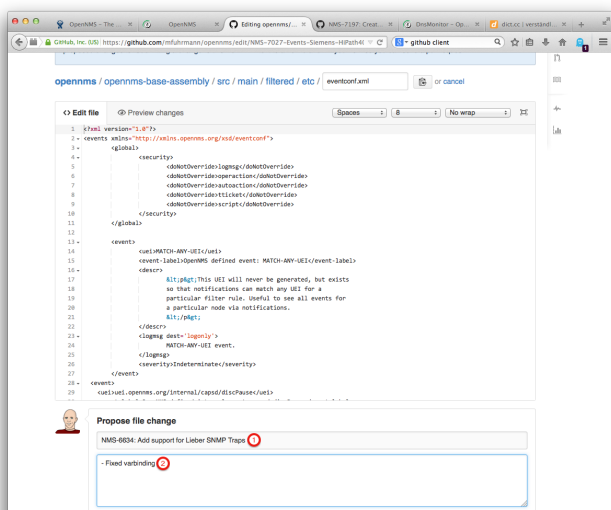 OpenNMS – The ...
OpenNMS
Editing opennms/...
NMS-7197: Creat...
DnsMonitor – Op...
dict.cc | verständl...
GitHub, Inc. (US) https://github.com/mfuhrmann/opennms/edit/NMS-7027-Events-Siemens-HiPath40
github client
1
opennms / opennms-base-assembly / src / main / filtered / etc / eventconf.xml or cancel
<> Edit file Preview changes Spaces 8 No wrap
1 <?xml version="1.0"?>
2 <events xmlns="http://xmlns.opennms.org/xsd/eventconf">
3 <global>
4 <security>
5 <doNotOverride>logmsg</doNotOverride>
6 <doNotOverride>operaction</doNotOverride>
7 <doNotOverride>autoaction</doNotOverride>
8 <doNotOverride>tticket</doNotOverride>
9 <doNotOverride>script</doNotOverride>
10 </security>
11 </global>
12
13 <event>
14 <uei>MATCH-ANY-UEI</uei>
15 <event-label>OpenNMS defined event: MATCH-ANY-UEI</event-label>
16 <descr>
17 &lt;p&gt;This UEI will never be generated, but exists
18 so that notifications can match any UEI for a
19 particular filter rule. Useful to see all events for
20 a particular node via notifications.
21 &lt;/p&gt;
22 </descr>
23 <logmsg dest='logonly'>
24 MATCH-ANY-UEI event.
25 </logmsg>
26 <severity>Indeterminate</severity>
27 </event>
28 <event>
29 <uei>uei.opennms.org/internal/capsd/discPause</uei>
Propose file change
NMS-6634: Add support for Lieber SNMP Traps 1
- Fixed varbinding 2